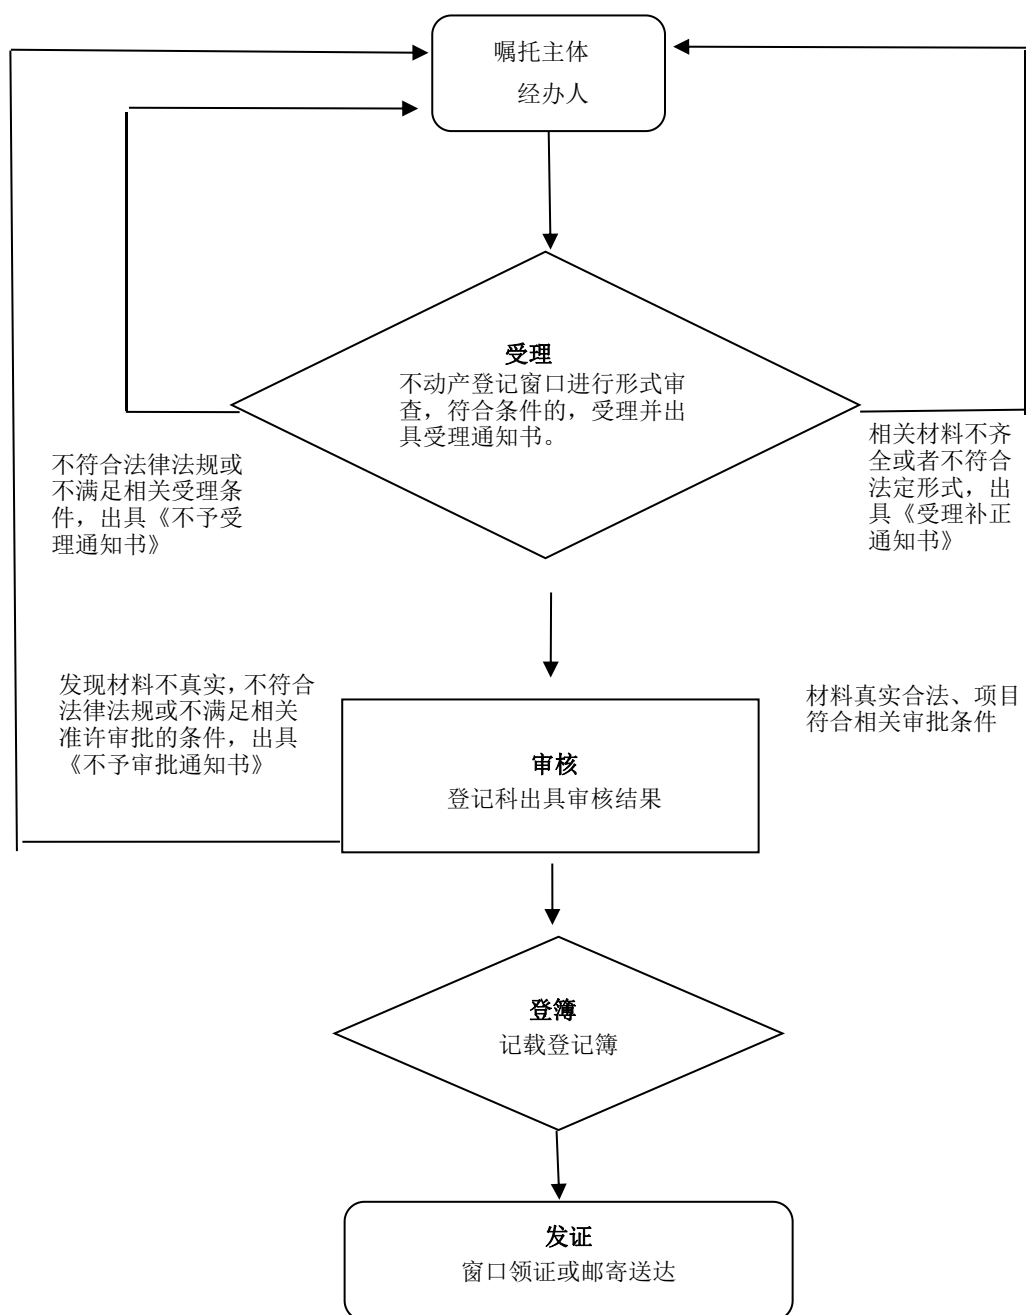 嘱托主体
经办人
受理
不动产登记窗口进行形式审
查，符合条件的，受理并出
具受理通知书。
不符合法律法规或
不满足相关受理条
件，出具《不予受
理通知书》
相关材料不齐
全或者不符合
法定形式，出
具《受理补正
通知书》
发现材料不真实，不符合
法律法规或不满足相关
准许审批的条件，出具
《不予审批通知书》
材料真实合法、项目
符合相关审批条件
审核
登记科出具审核结果
登簿
记载登记簿
发证
窗口领证或邮寄送达